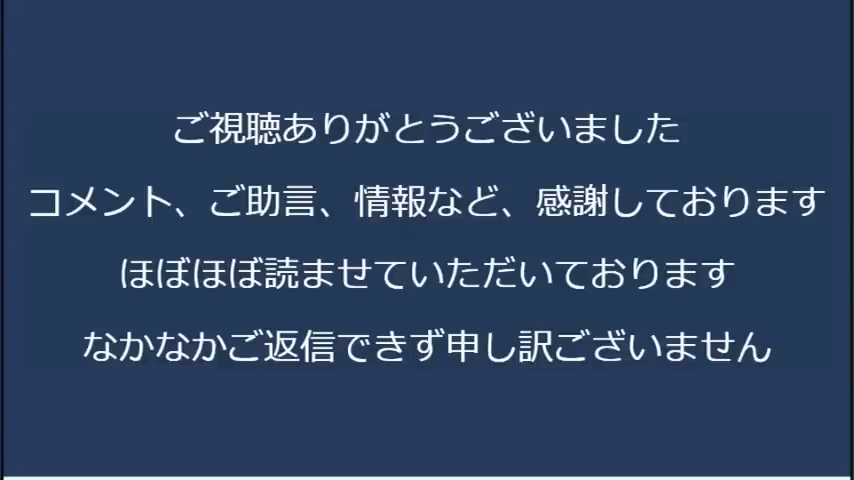 ご視聴ありがとうございました
コメント、ご助言、情報など、感謝しております
ほぼほぼ読ませていただいております
なかなかご返信できず申し訳ございません